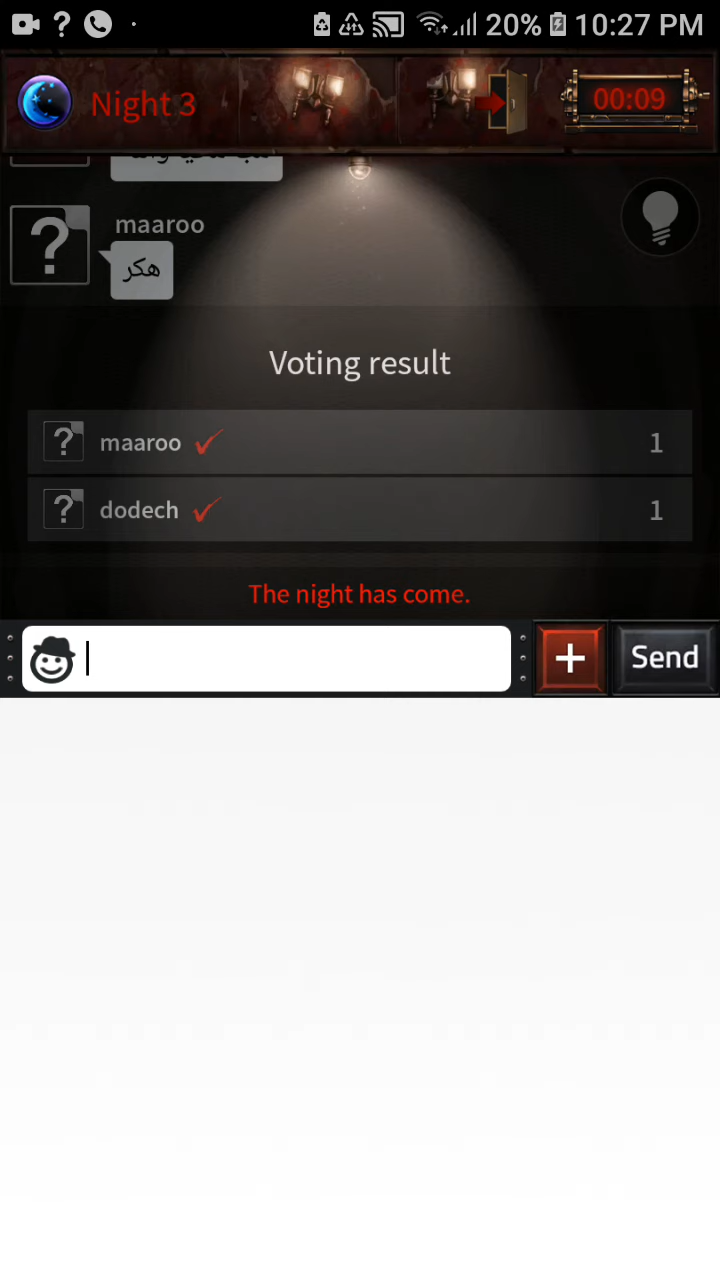 20% 10:27 PM
Night 3
00:09
maaroo
هكر
Voting result
maaroo 1
dodech 1
The night has come.
Send